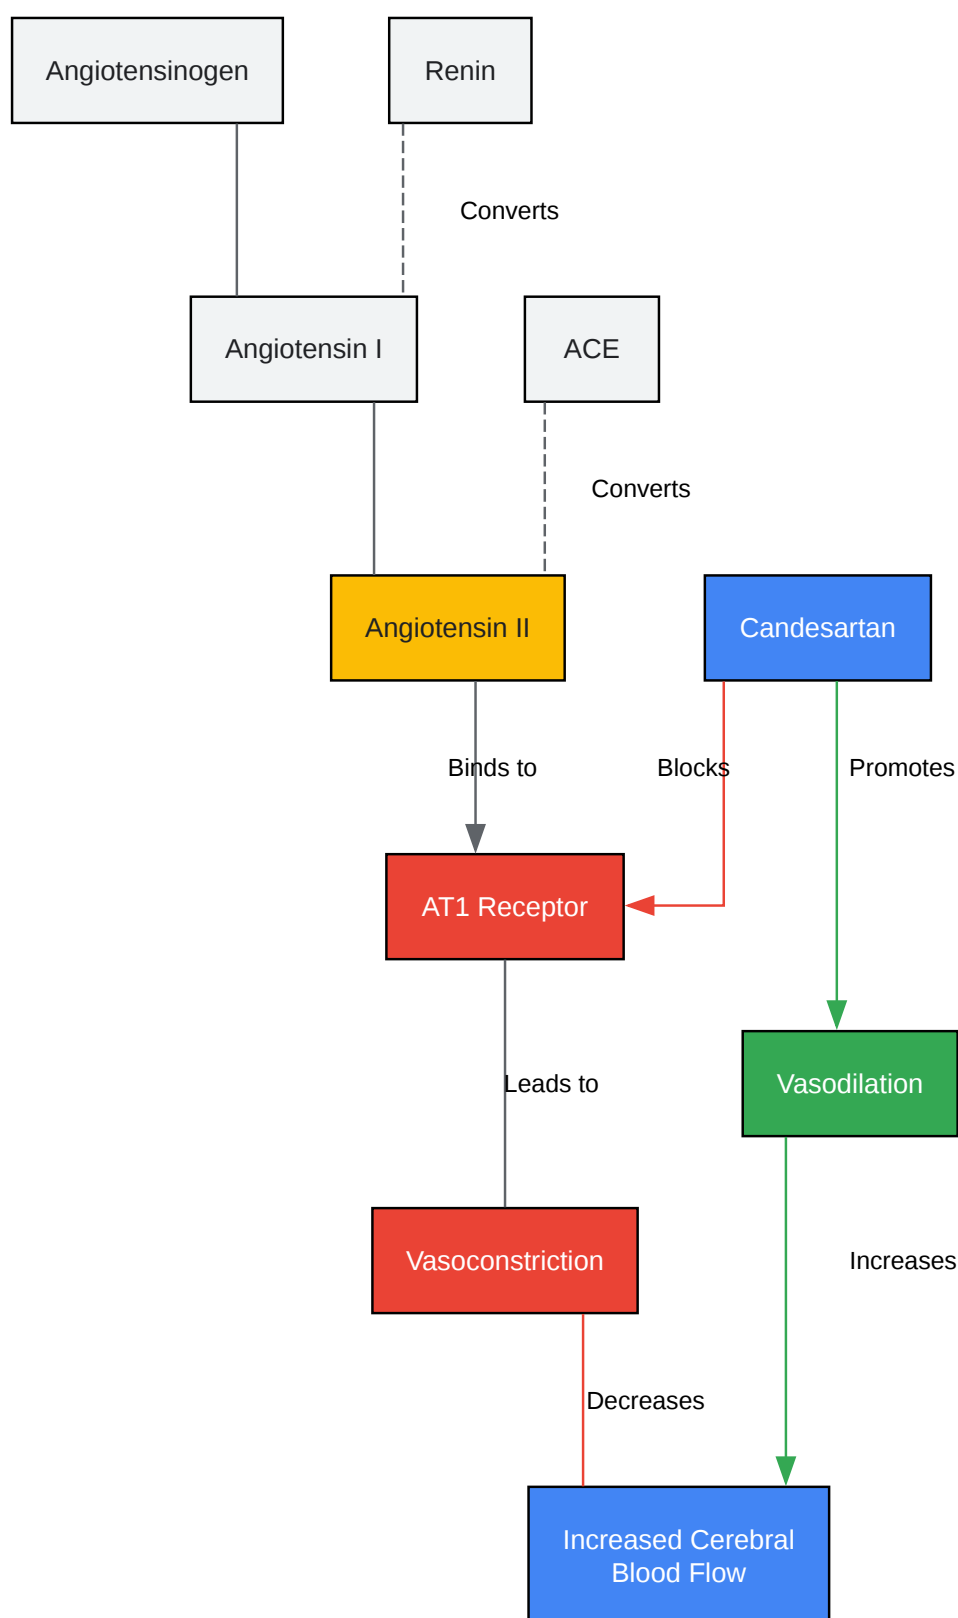 Angiotensinogen
Renin
Converts
Angiotensin I
ACE
Converts
Angiotensin II
Candesartan
Binds to
Blocks
Promotes
AT1 Receptor
Leads to
Vasodilation
Vasoconstriction
Increases
Decreases
Increased Cerebral
Blood Flow